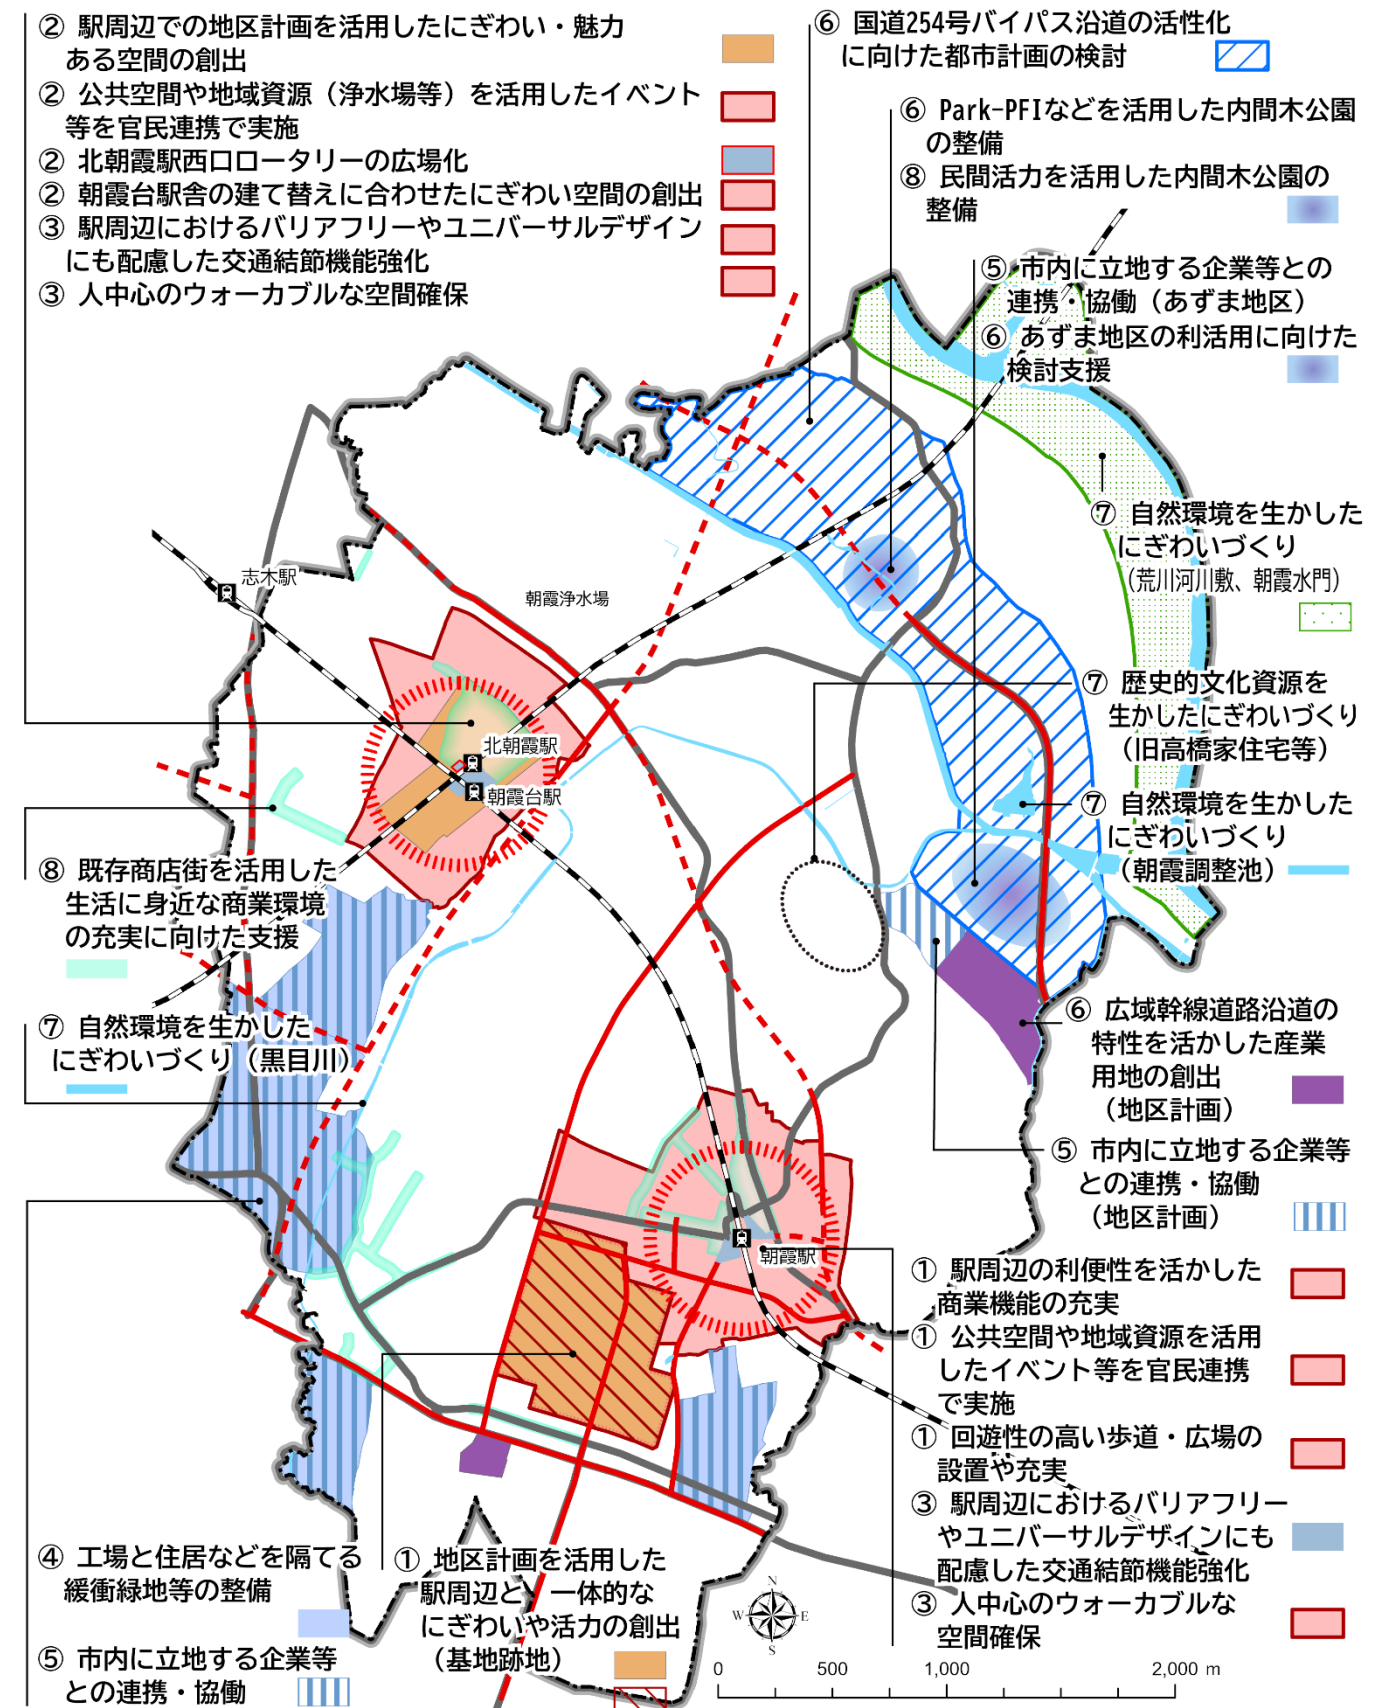 ② 駅周辺での地区計画を活用したにぎわい・魅力
ある空間の創出
② 公共空間や地域資源（浄水場等）を活用したイベント
等を官民連携で実施
② 北朝霞駅西口ロータリーの広場化
② 朝霞台駅舎の建て替えに合わせたにぎわい空間の創出
③ 駅周辺におけるバリアフリーやユニバーサルデザイン
にも配慮した交通結節機能強化
③ 人中心のウォーカブルな空間確保
⑥ 国道254号バイパス沿道の活性化
に向けた都市計画の検討
⑥ Park-PFIなどを活用した内間木公園
の整備
⑧ 民間活力を活用した内間木公園の
整備
⑤ 市内に立地する企業等との
連携・協働（あずま地区）
⑥ あずま地区の利活用に向けた
検討支援
⑦ 自然環境を生かした
にぎわいづくり
（荒川河川敷、朝霞水門）
志木駅
朝霞浄水場
⑦ 歴史的文化資源を
生かしたにぎわいづくり
（旧高橋家住宅等）
北朝霞駅
朝霞台駅
⑦ 自然環境を生かした
にぎわいづくり
（朝霞調整池）
⑧ 既存商店街を活用した
生活に身近な商業環境
の充実に向けた支援
⑦ 自然環境を生かした
にぎわいづくり（黒目川）
⑥ 広域幹線道路沿道の
特性を活かした産業
用地の創出
（地区計画）
⑤ 市内に立地する企業等
との連携・協働
（地区計画）
朝霞駅
① 駅周辺の利便性を活かした
商業機能の充実
① 公共空間や地域資源を活用
したイベント等を官民連携
で実施
① 回遊性の高い歩道・広場の
設置や充実
③ 駅周辺におけるバリアフリー
やユニバーサルデザインにも
配慮した交通結節機能強化
③ 人中心のウォーカブルな
空間確保
④ 工場と住居などを隔てる
緩衝緑地等の整備
⑤ 市内に立地する企業等
との連携・協働
① 地区計画を活用した
駅周辺と、一体的な
にぎわいや活力の創出
（基地跡地）
N
W E
S
0 500 1,000 2,000 m